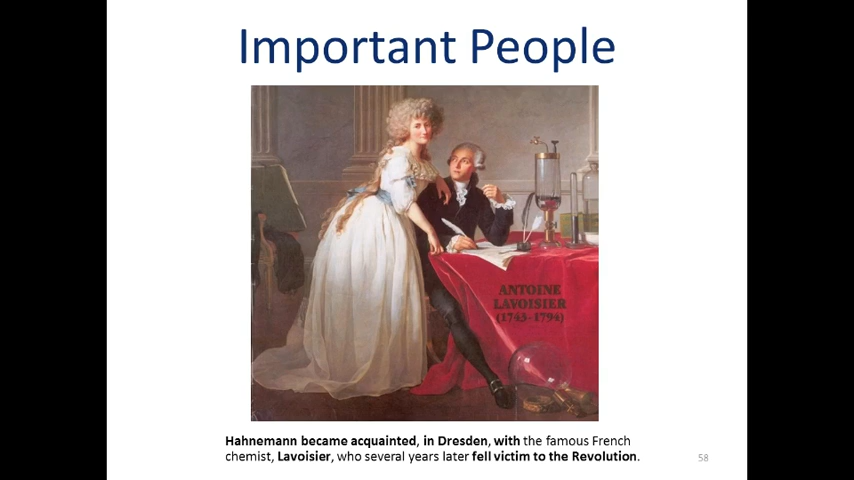 Important People
ANTOINE
LAVOISIER
(1743-1794)
Hahnemann became acquainted, in Dresden, with the famous French
chemist, Lavoisier, who several years later fell victim to the Revolution.
58